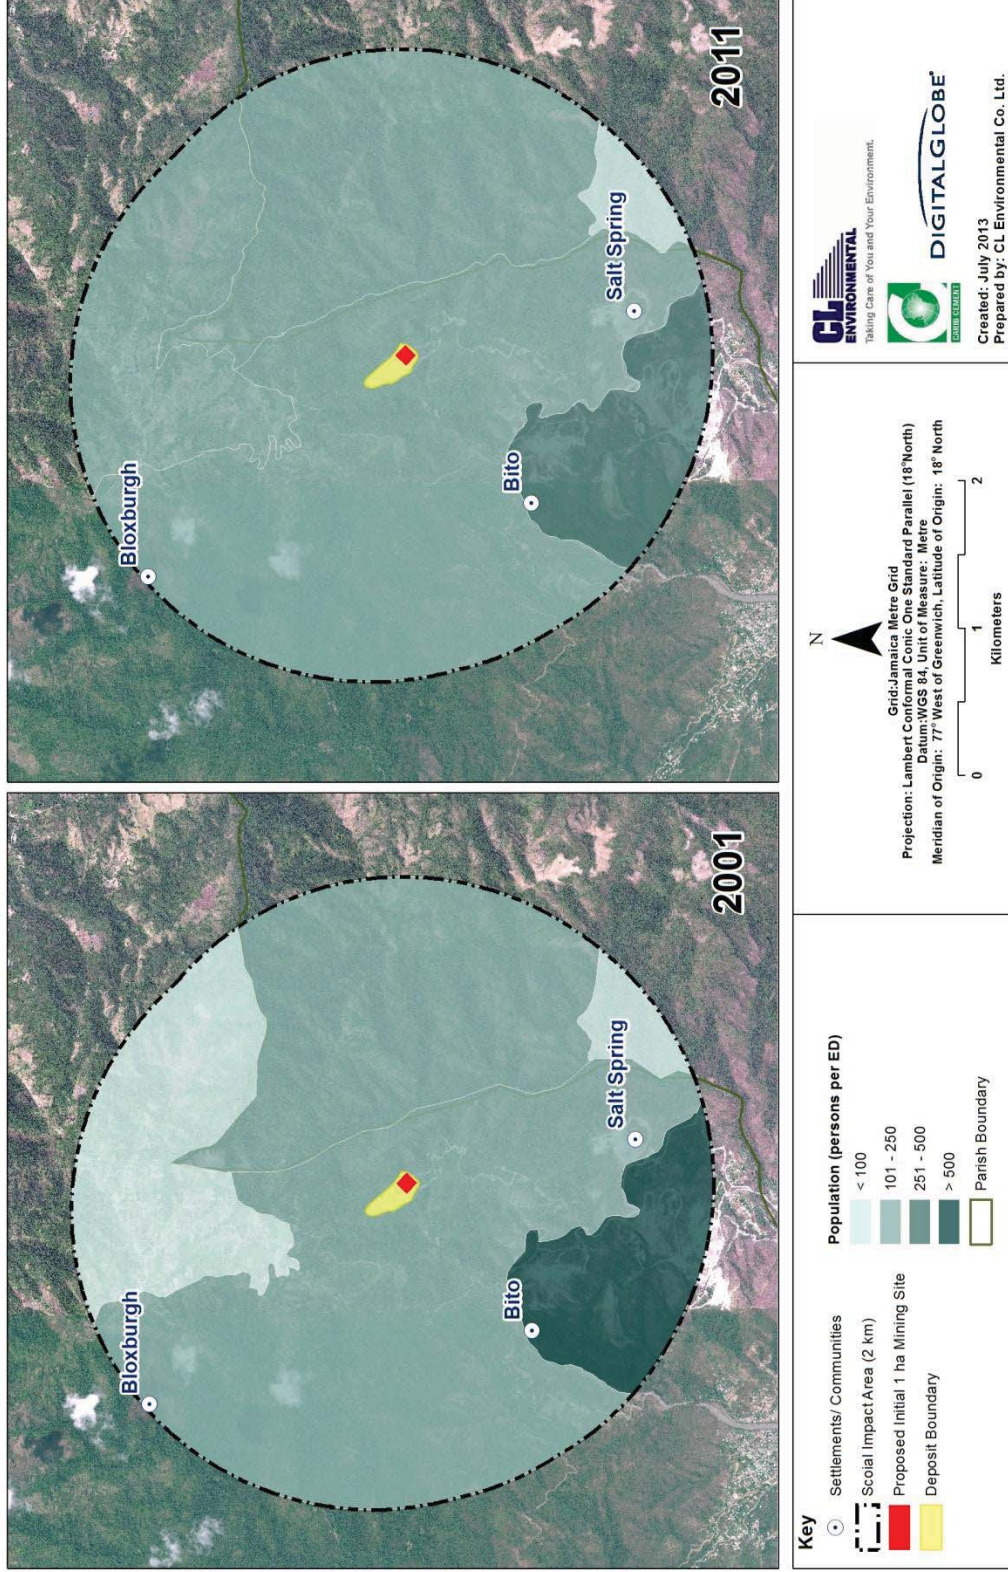 2001
Bloxburgh
Bito
Salt Spring
2011
Bloxburgh
Bito
Salt Spring
Key
Settlements/ Communities
Scoial Impact Area (2 km)
Proposed Initial 1 ha Mining Site
Deposit Boundary
Population (persons per ED)
< 100
101 - 250
251 - 500
> 500
Parish Boundary
N
Grid:Jamaica Metre Grid
Projection: Lambert Conformal Conic One Standard Parallel (18°North)
Datum:WGS 84, Unit of Measure: Metre
Meridian of Origin: 77° West of Greenwich, Latitude of Origin: 18° North
0 1 2
Kilometers
CL
ENVIRONMENTAL
Taking Care of You and Your Environment.
CARIB CEMENT
DIGITALGLOBE®
Created: July 2013
Prepared by: CL Environmental Co. Ltd.